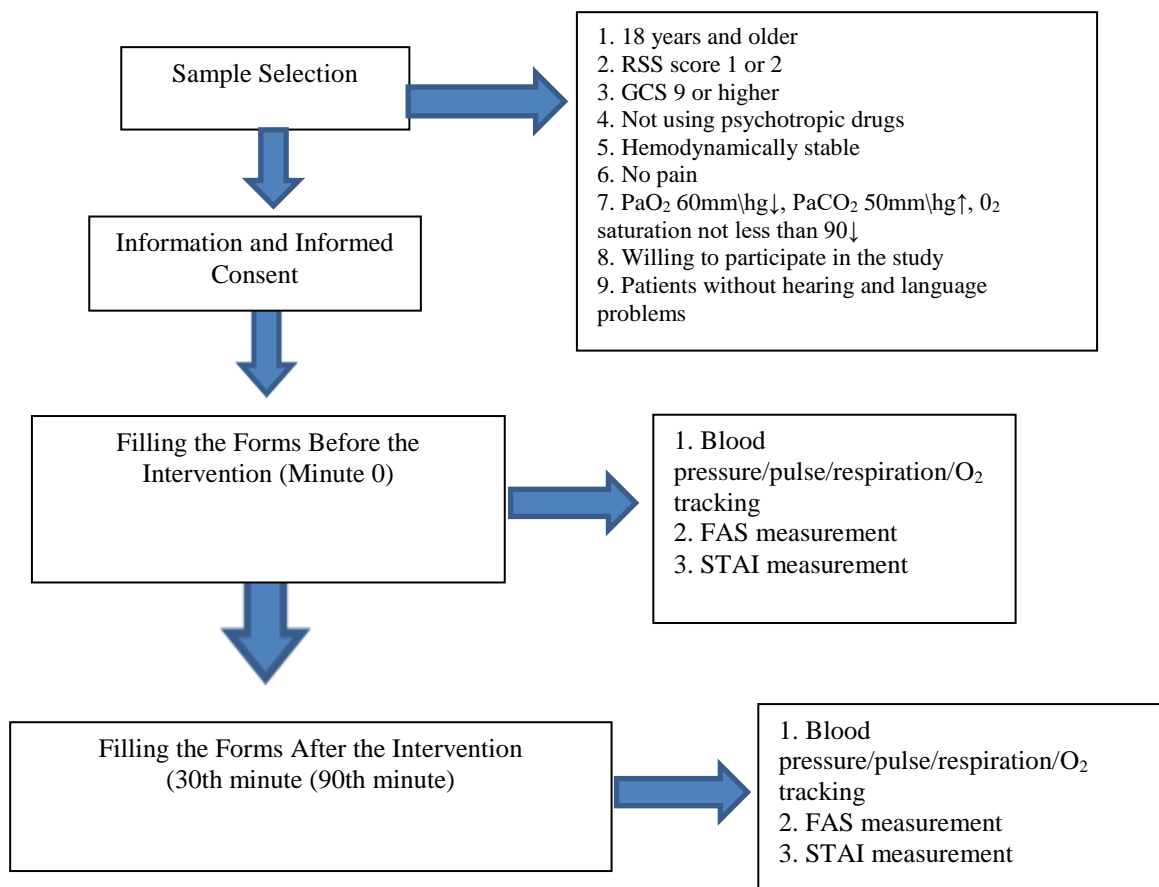 Sample Selection
1. 18 years and older
2. RSS score 1 or 2
3. GCS 9 or higher
4. Not using psychotropic drugs
5. Hemodynamically stable
6. No pain
7. PaO₂ 60mm\hg↓, PaCO₂ 50mm\hg↑, 0₂
saturation not less than 90↓
8. Willing to participate in the study
9. Patients without hearing and language
problems
Information and Informed
Consent
Filling the Forms Before the
Intervention (Minute 0)
1. Blood
pressure/pulse/respiration/O₂
tracking
2. FAS measurement
3. STAI measurement
Filling the Forms After the Intervention
(30th minute (90th minute)
1. Blood
pressure/pulse/respiration/O₂
tracking
2. FAS measurement
3. STAI measurement